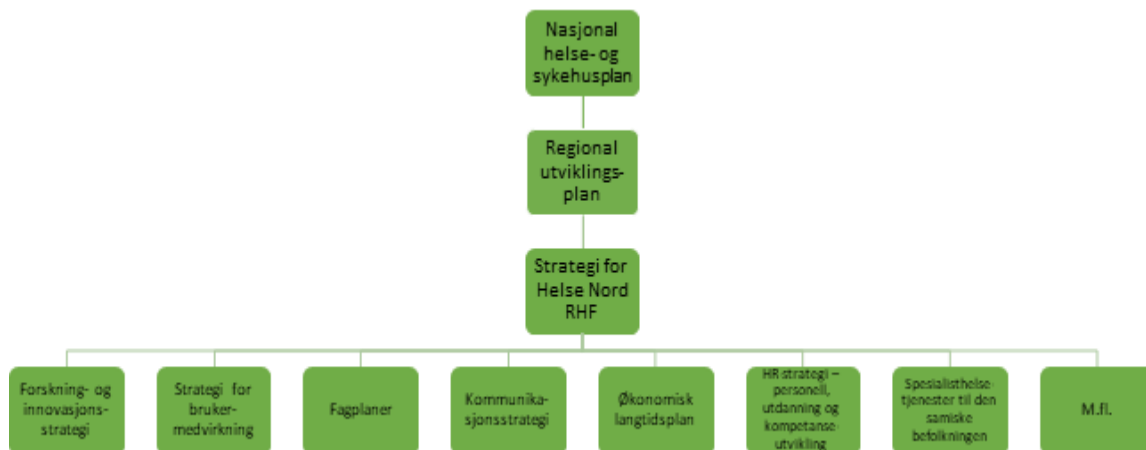 Nasjonal
helse- og
sykehusplan
Regional
utviklings-
plan
Strategi for
Helse Nord
RHF
Forskning- og
innovasjons-
strategi
Strategi for
bruker-
medvirkning
Fagplaner
Kommunika-
sjonsstrategi
Økonomisk
langtidsplan
HR strategi –
personell,
utdanning og
kompetanse-
utvikling
Spesialisthelse-
tjenester til den
samiske
befolkningen
M.fl.